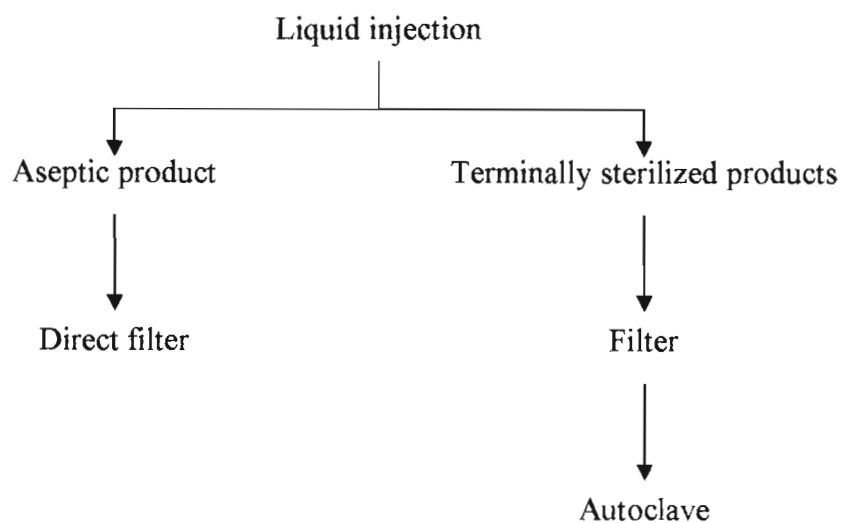 Liquid injection
Aseptic product
Terminally sterilized products
Direct filter
Filter
Autoclave